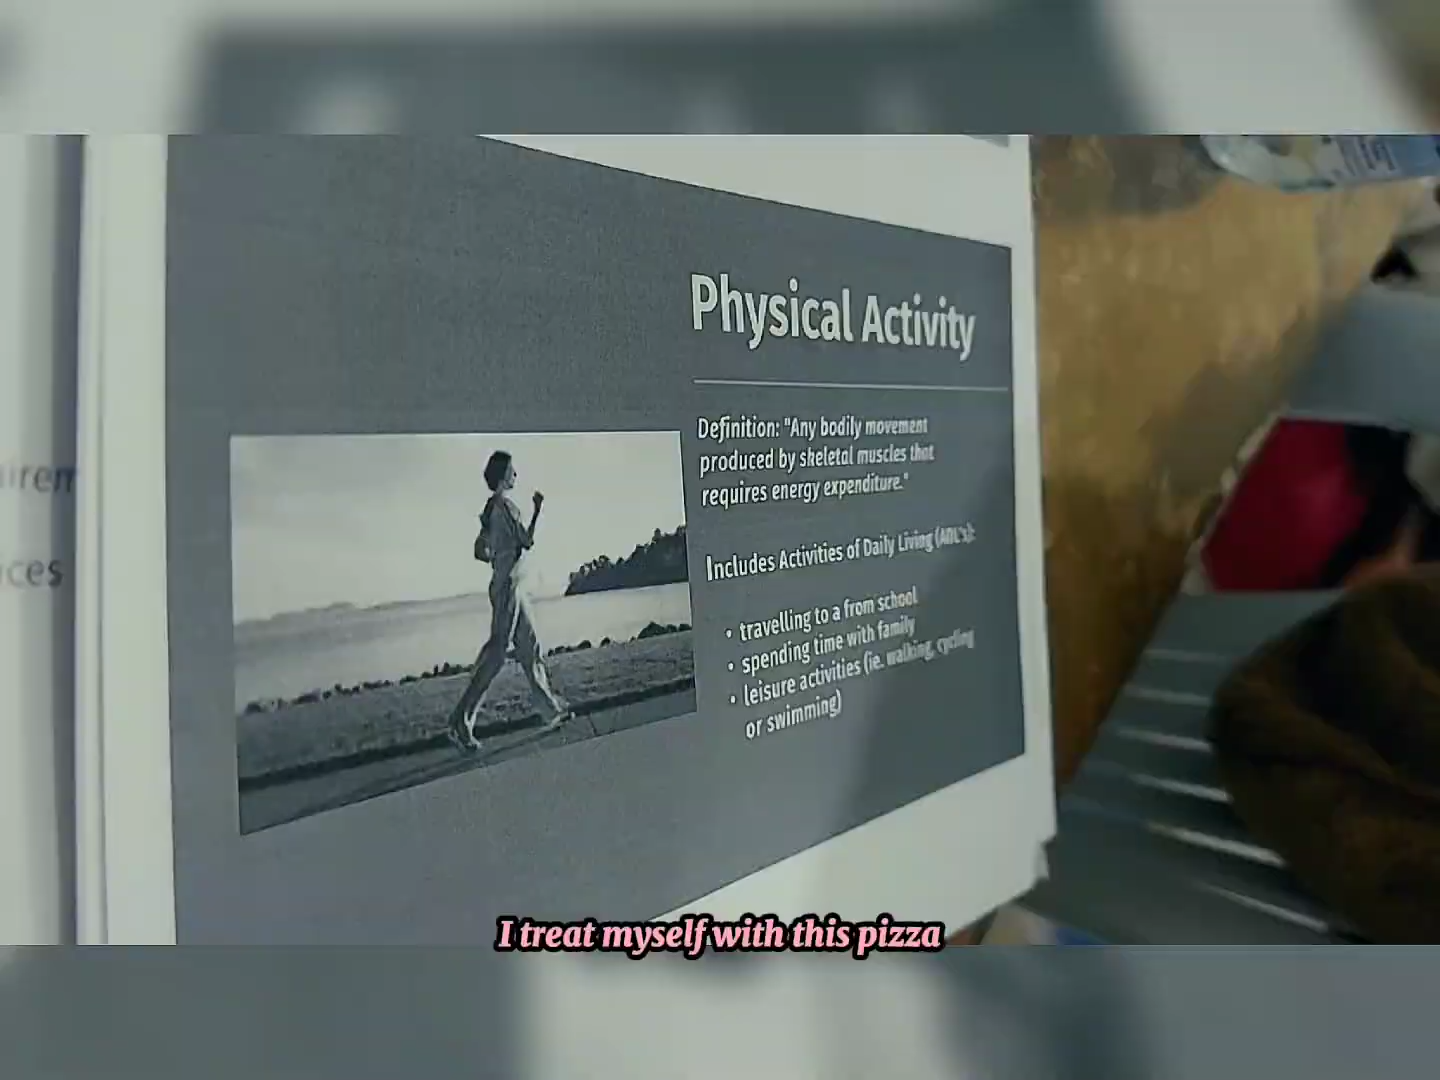 Physical Activity
Definition: "Any bodily movement
produced by skeletal muscles that
requires energy expenditure."
Includes Activities of Daily Living (ADL's):
• travelling to a from school
• spending time with family
• leisure activities (ie. walking, cycling
or swimming)
I treat myself with this pizza